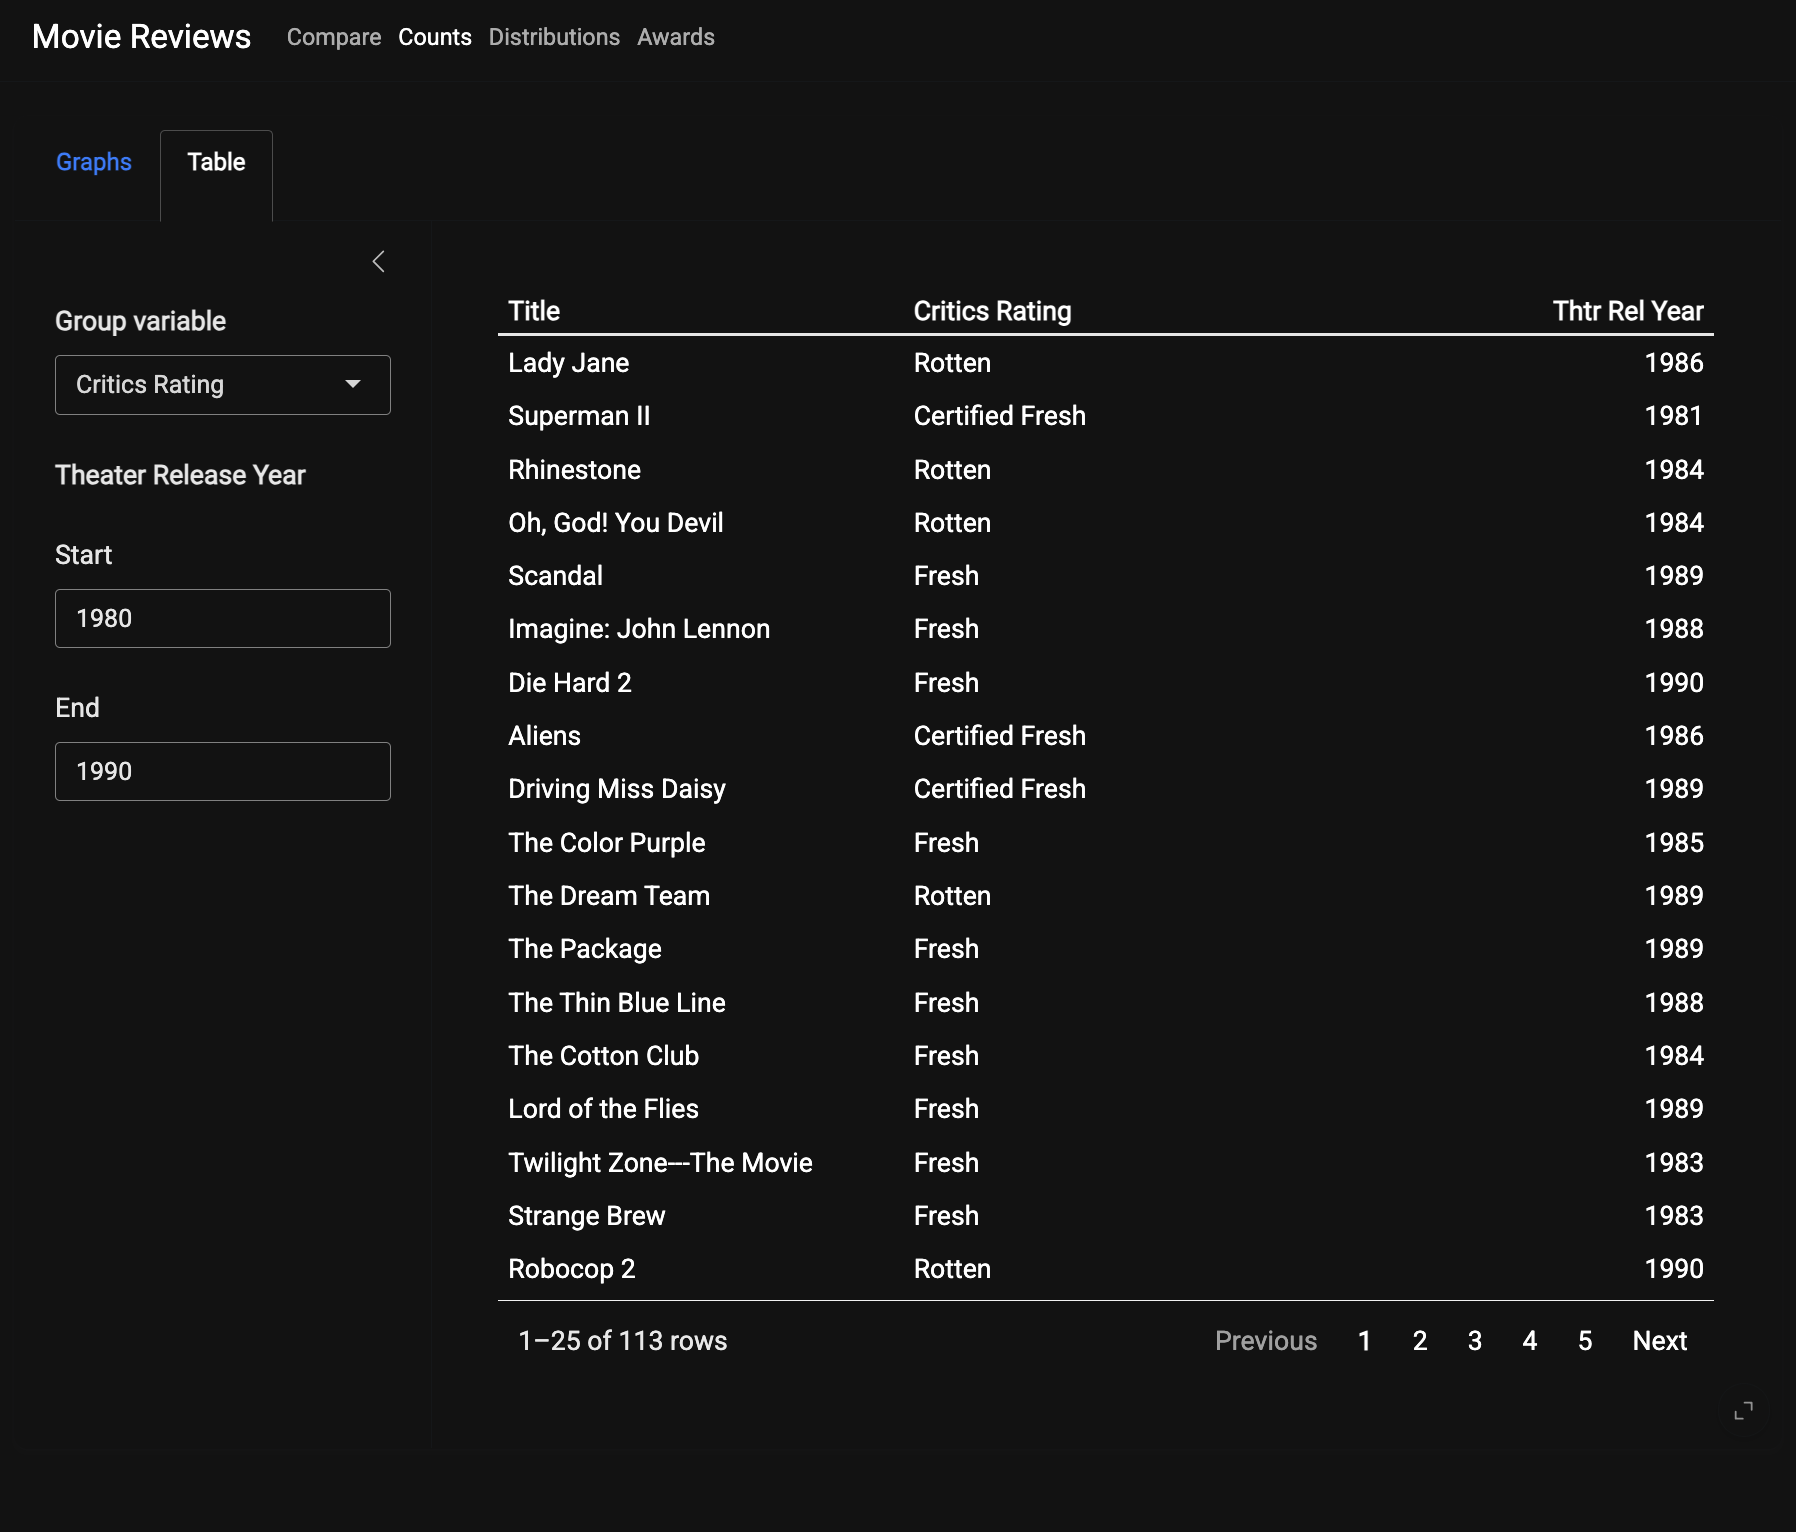 Movie Reviews Compare Counts Distributions Awards
Graphs Table
Group variable
Critics Rating
Theater Release Year
Start
1980
End
1990
Title Critics Rating Thtr Rel Year
Lady Jane Rotten 1986
Superman II Certified Fresh 1981
Rhinestone Rotten 1984
Oh, God! You Devil Rotten 1984
Scandal Fresh 1989
Imagine: John Lennon Fresh 1988
Die Hard 2 Fresh 1990
Aliens Certified Fresh 1986
Driving Miss Daisy Certified Fresh 1989
The Color Purple Fresh 1985
The Dream Team Rotten 1989
The Package Fresh 1989
The Thin Blue Line Fresh 1988
The Cotton Club Fresh 1984
Lord of the Flies Fresh 1989
Twilight Zone---The Movie Fresh 1983
Strange Brew Fresh 1983
Robocop 2 Rotten 1990
1–25 of 113 rows Previous 1 2 3 4 5 Next